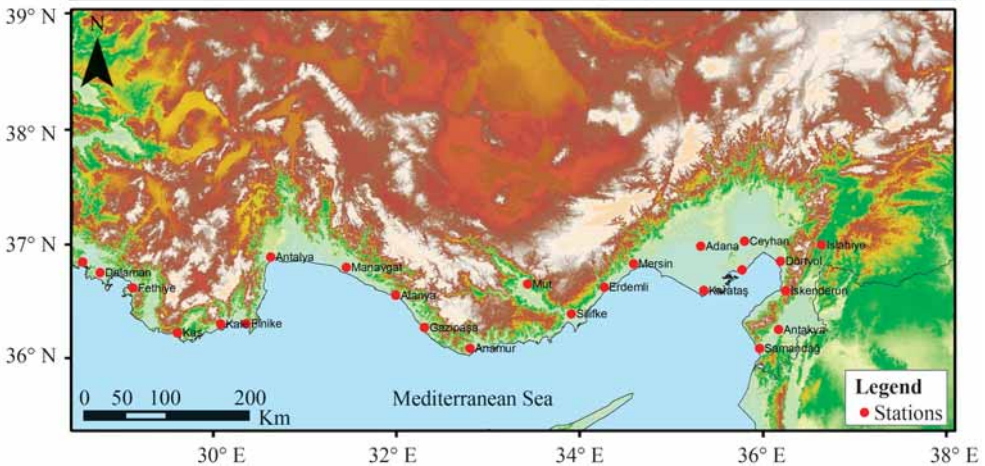 39° N
38° N
37° N
36° N
N
Dalaman
Fethiye
Kaş
Kale
Finike
Antalya
Manavgat
Alanya
Gazipaşa
Anamur
Mut
Silifke
Erdemli
Mersin
Adana
Ceyhan
Karataş
Islahiye
Dörtyol
İskenderun
Antakya
Samandağ
0 50 100 200
Km
Mediterranean Sea
Legend
Stations
30° E 32° E 34° E 36° E 38° E